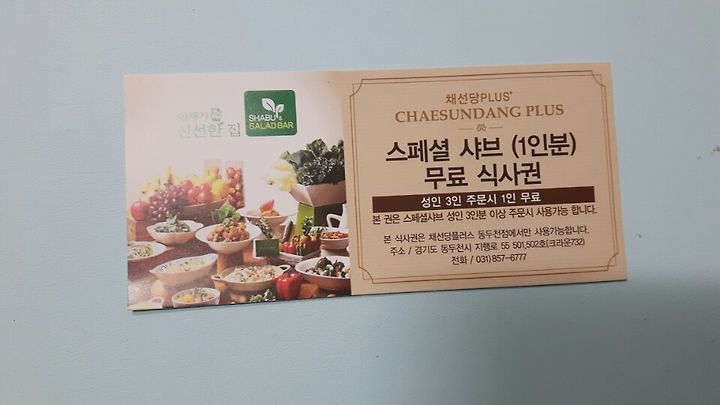 야채가
신선한 집
SHABU &
SALAD BAR
채선당PLUS+
CHAESUNDANG PLUS
스페셜 샤브 (1인분)
무료 식사권
성인 3인 주문시 1인 무료
본 권은 스페셜샤브 성인 3인분 이상 주문시 사용가능 합니다.
본 식사권은 채선당플러스 동두천점에서만 사용가능합니다.
주소 / 경기도 동두천시 지행로 55 501,502호(크라운732)
전화 / 031)857-6777